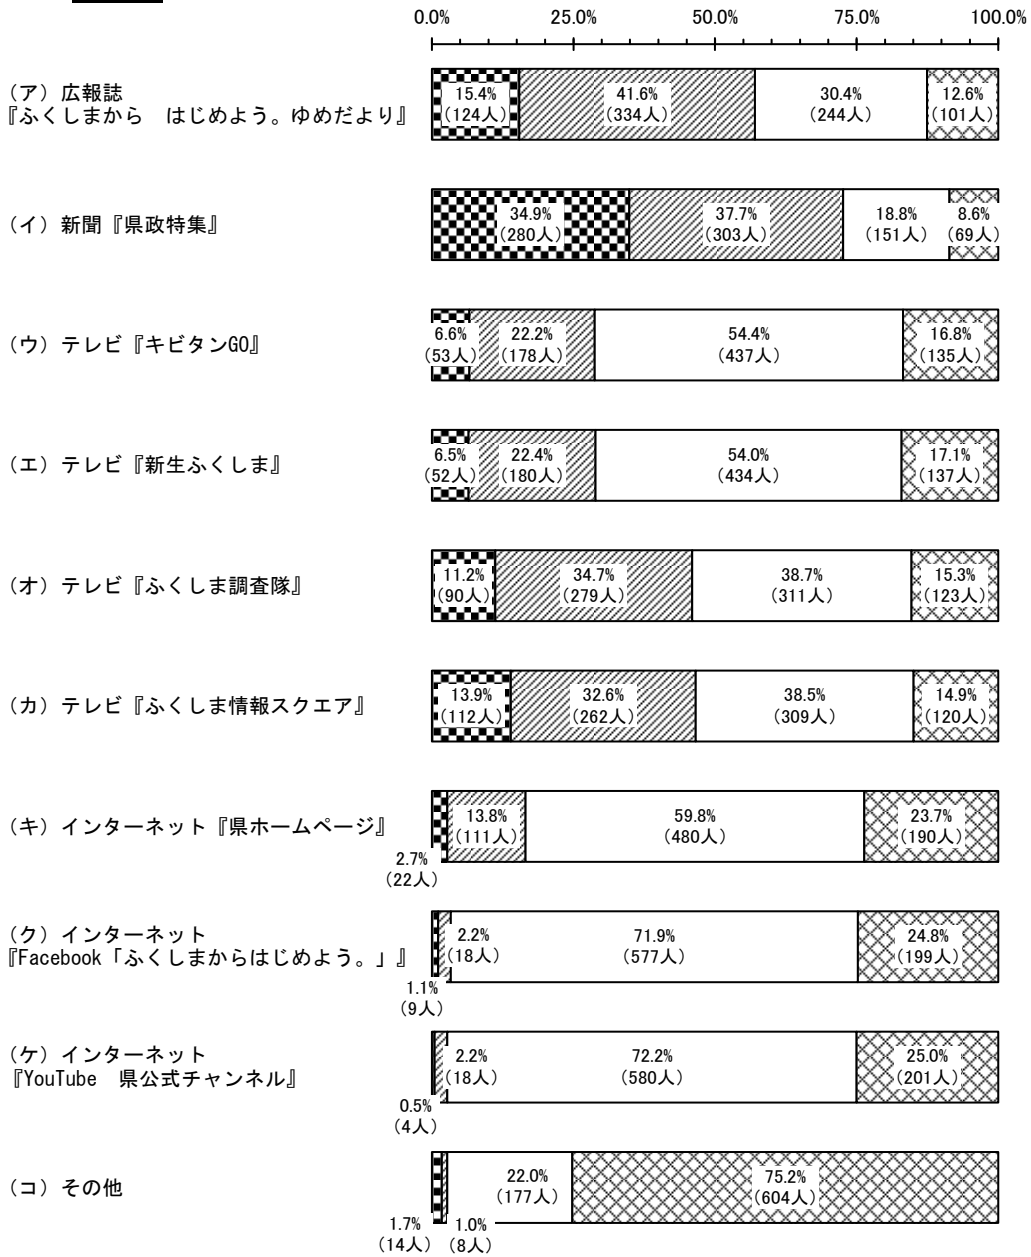 0.0% 25.0% 50.0% 75.0% 100.0%
（ア）広報誌
『ふくしまから　はじめよう。ゆめだより』
15.4% 41.6% 30.4% 12.6%
（124人） （334人） （244人） （101人）
（イ）新聞『県政特集』
34.9% 37.7% 18.8% 8.6%
（280人） （303人） （151人） （69人）
（ウ）テレビ『キビタンGO』
6.6% 22.2% 54.4% 16.8%
（53人） （178人） （437人） （135人）
（エ）テレビ『新生ふくしま』
6.5% 22.4% 54.0% 17.1%
（52人） （180人） （434人） （137人）
（オ）テレビ『ふくしま調査隊』
11.2% 34.7% 38.7% 15.3%
（90人） （279人） （311人） （123人）
（カ）テレビ『ふくしま情報スクエア』
13.9% 32.6% 38.5% 14.9%
（112人） （262人） （309人） （120人）
（キ）インターネット『県ホームページ』
13.8% 59.8% 23.7%
（111人） （480人） （190人）
2.7%
（22人）
（ク）インターネット
『Facebook「ふくしまからはじめよう。」』
2.2% 71.9% 24.8%
（18人） （577人） （199人）
1.1%
（9人）
（ケ）インターネット
『YouTube　県公式チャンネル』
2.2% 72.2% 25.0%
（18人） （580人） （201人）
0.5%
（4人）
（コ）その他
22.0% 75.2%
（177人） （604人）
1.7% 1.0%
（14人） （8人）